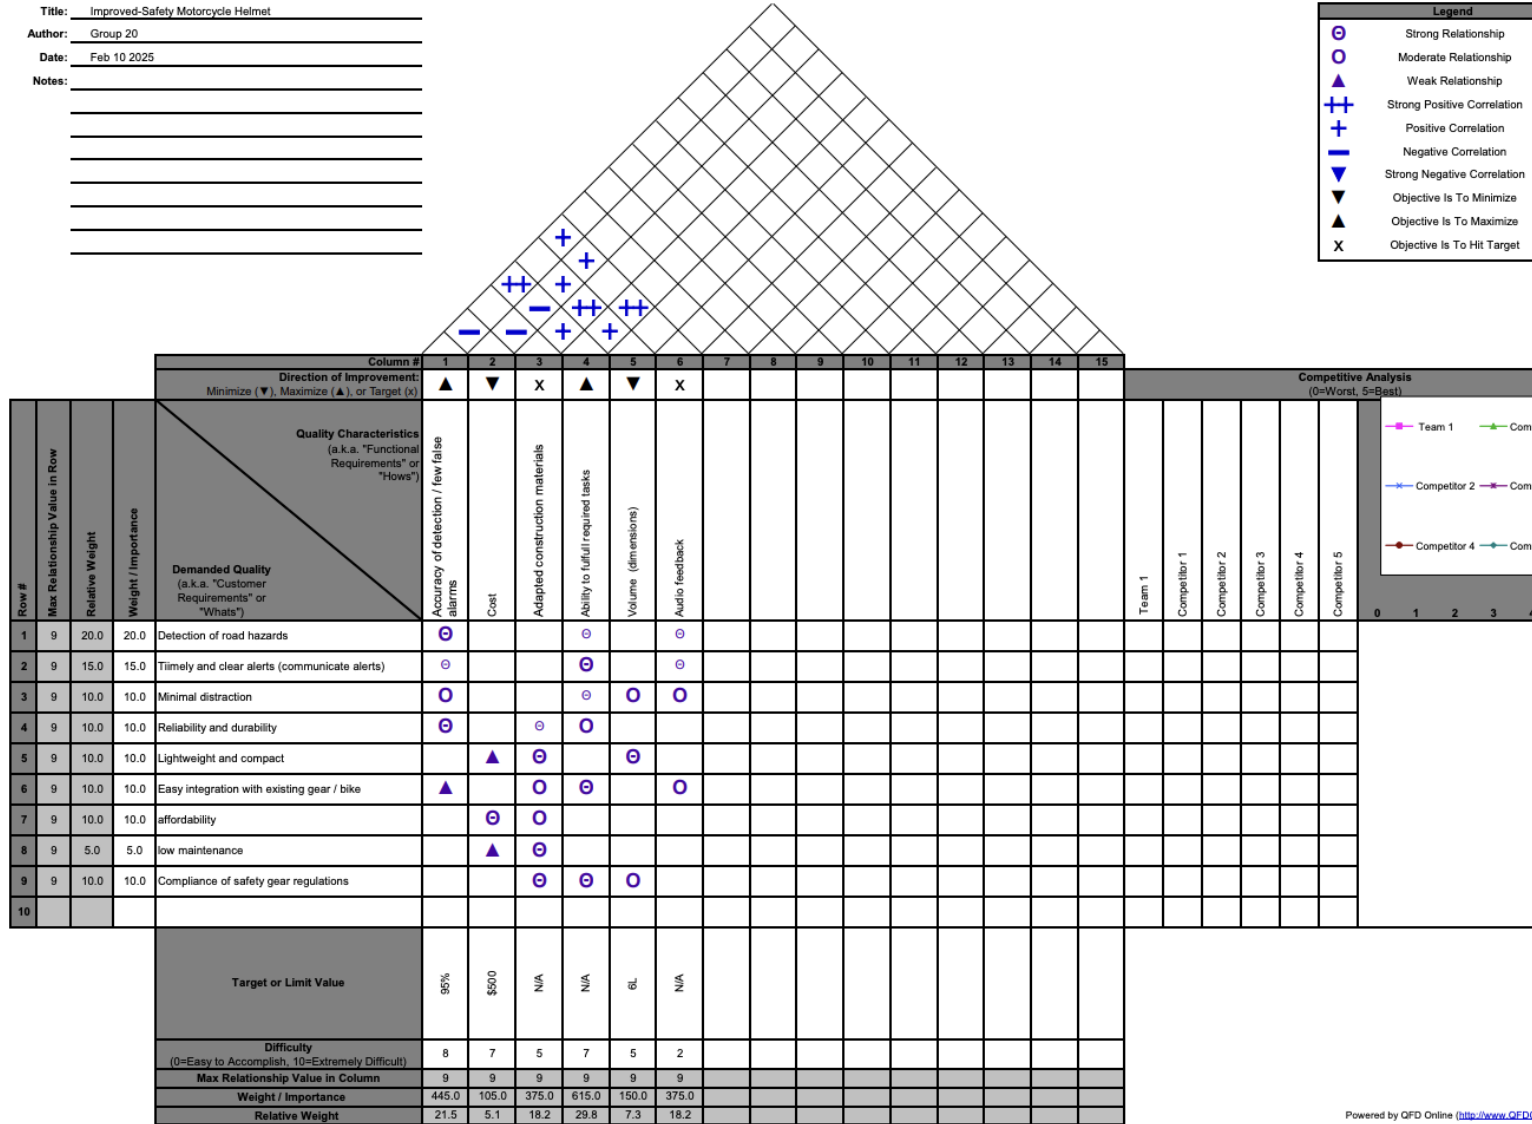 Title: Improved-Safety Motorcycle Helmet
Author: Group 20
Date: Feb 10 2025
Notes:
Legend
Θ Strong Relationship
Ο Moderate Relationship
▲ Weak Relationship
++ Strong Positive Correlation
+ Positive Correlation
▬ Negative Correlation
▼ Strong Negative Correlation
▼ Objective Is To Minimize
▲ Objective Is To Maximize
x Objective Is To Hit Target
+
+
++ +
▬ ++ ++
▬ ▬ + +
Column # 1 2 3 4 5 6 7 8 9 10 11 12 13 14 15
Direction of Improvement:
Minimize (▼), Maximize (▲), or Target (x)
▲ ▼ x ▲ ▼ x
Competitive Analysis
(0=Worst, 5=Best)
Row #
Max Relationship Value in Row
Relative Weight
Weight / Importance
Quality Characteristics
(a.k.a. "Functional
Requirements" or
"Hows")
Demanded Quality
(a.k.a. "Customer
Requirements" or
"Whats")
Accuracy of detection / few false
alarms
Cost
Adapted construction materials
Ability to fulfull required tasks
Volume (dimensions)
Audio feedback
Team 1
Competitor 1
Competitor 2
Competitor 3
Competitor 4
Competitor 5
Team 1 Com
Competitor 2 Com
Competitor 4 Com
0 1 2 3 4
1 9 20.0 20.0 Detection of road hazards Θ Θ Θ
2 9 15.0 15.0 Tiimely and clear alerts (communicate alerts) Θ Θ Θ
3 9 10.0 10.0 Minimal distraction Ο Θ Ο Ο
4 9 10.0 10.0 Reliability and durability Θ Θ Ο
5 9 10.0 10.0 Lightweight and compact ▲ Θ Θ
6 9 10.0 10.0 Easy integration with existing gear / bike ▲ Ο Θ Ο
7 9 10.0 10.0 affordability Θ Ο
8 9 5.0 5.0 low maintenance ▲ Θ
9 9 10.0 10.0 Compliance of safety gear regulations Θ Θ Ο
10
Target or Limit Value 95% $500 N/A N/A 6L N/A
Difficulty
(0=Easy to Accomplish, 10=Extremely Difficult)
8 7 5 7 5 2
Max Relationship Value in Column 9 9 9 9 9 9
Weight / Importance 445.0 105.0 375.0 615.0 150.0 375.0
Relative Weight 21.5 5.1 18.2 29.8 7.3 18.2
Powered by QFD Online (http://www.QFD